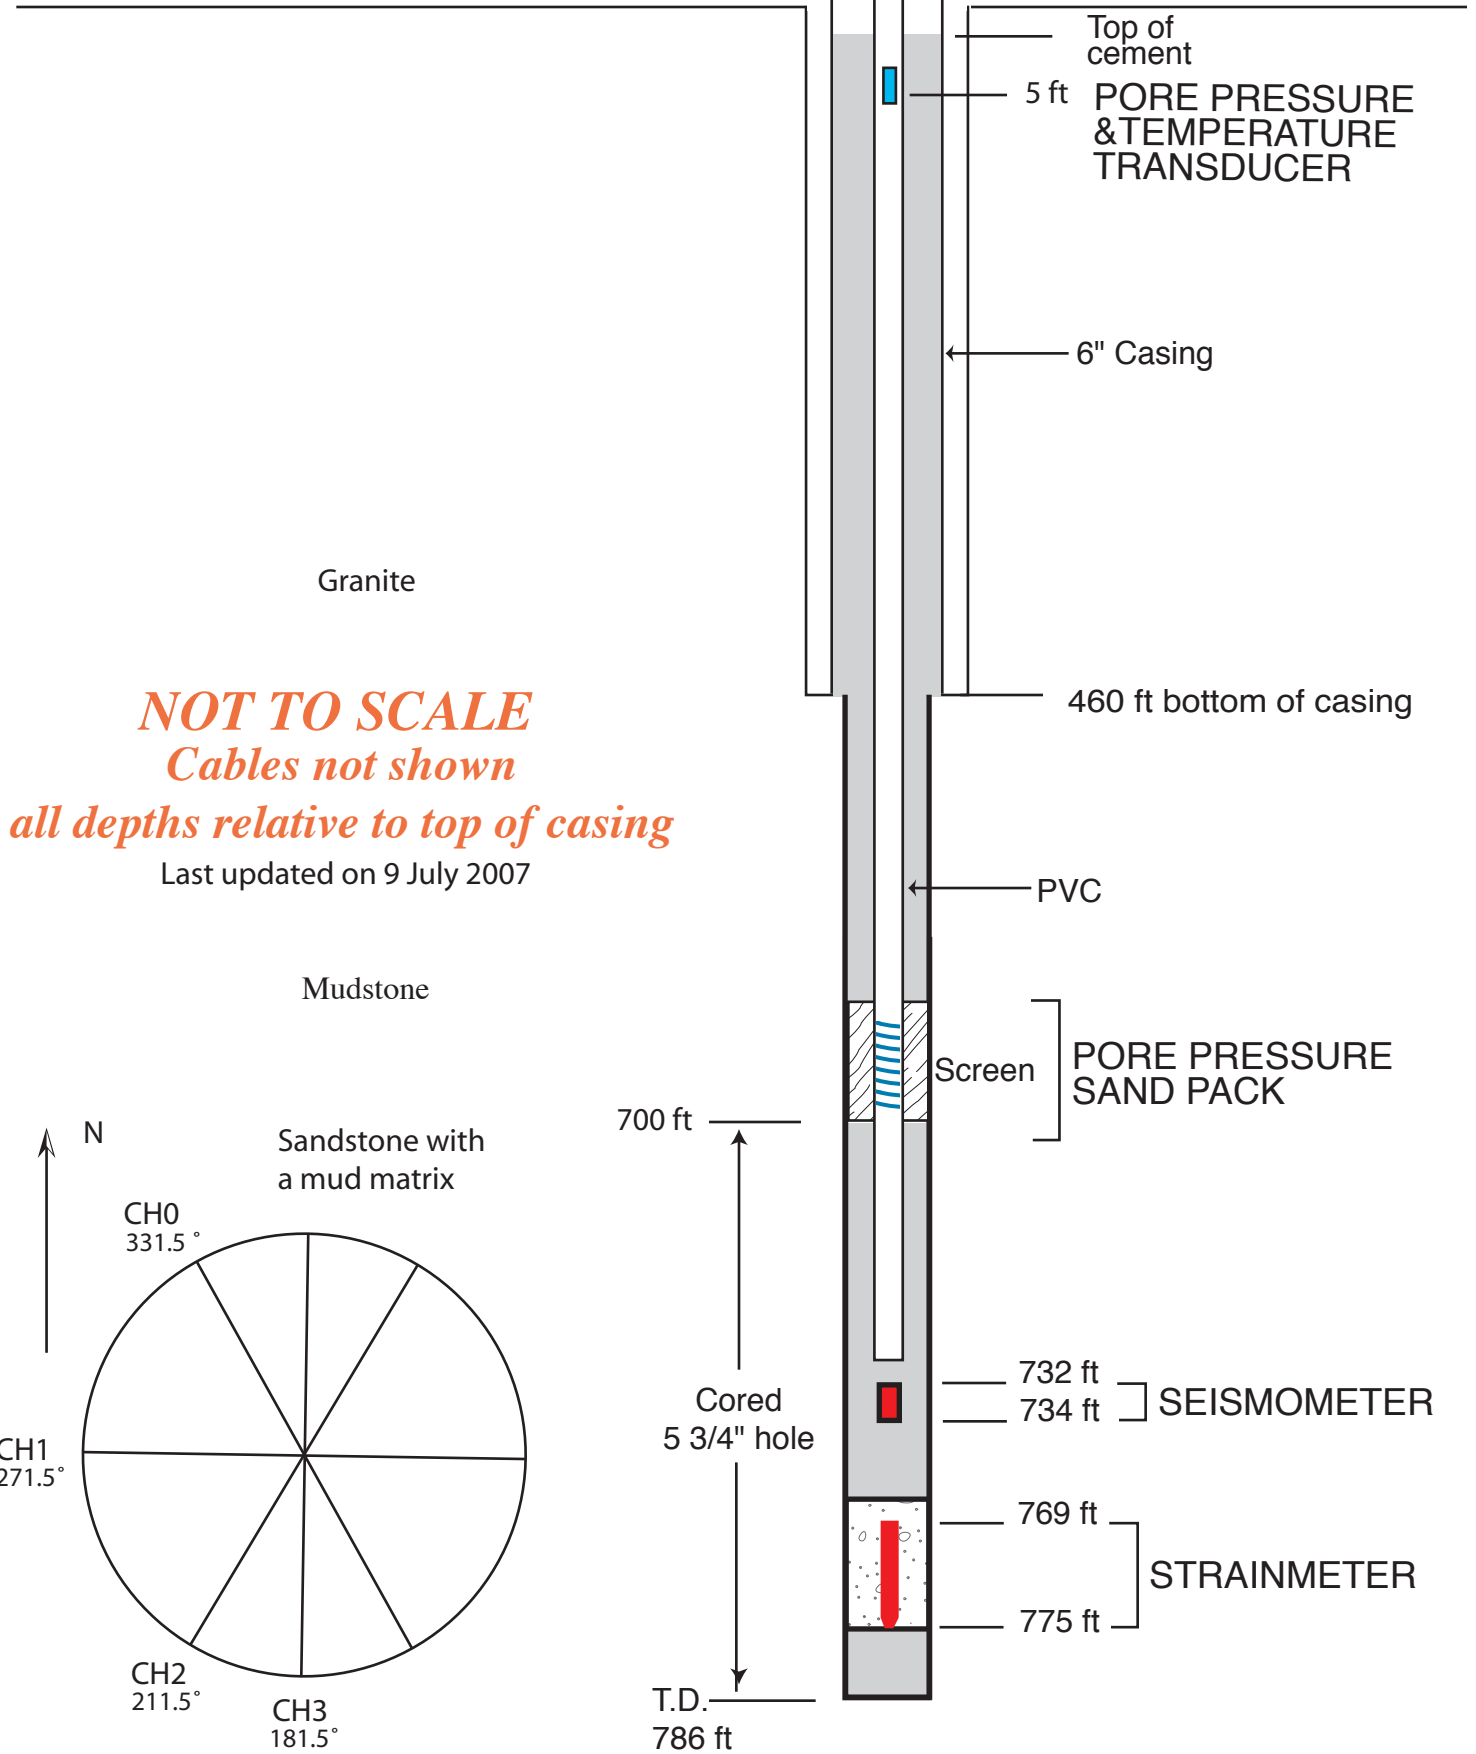 Top of
cement
5 ft
PORE PRESSURE
&TEMPERATURE
TRANSDUCER
6" Casing
Granite
460 ft bottom of casing
NOT TO SCALE
Cables not shown
all depths relative to top of casing
Last updated on 9 July 2007
PVC
Mudstone
Screen
PORE PRESSURE
SAND PACK
700 ft
N
Sandstone with
a mud matrix
CH0
331.5 °
CH1
271.5°
CH2
211.5°
CH3
181.5°
Cored
5 3/4" hole
732 ft
734 ft
SEISMOMETER
769 ft
STRAINMETER
775 ft
T.D.
786 ft